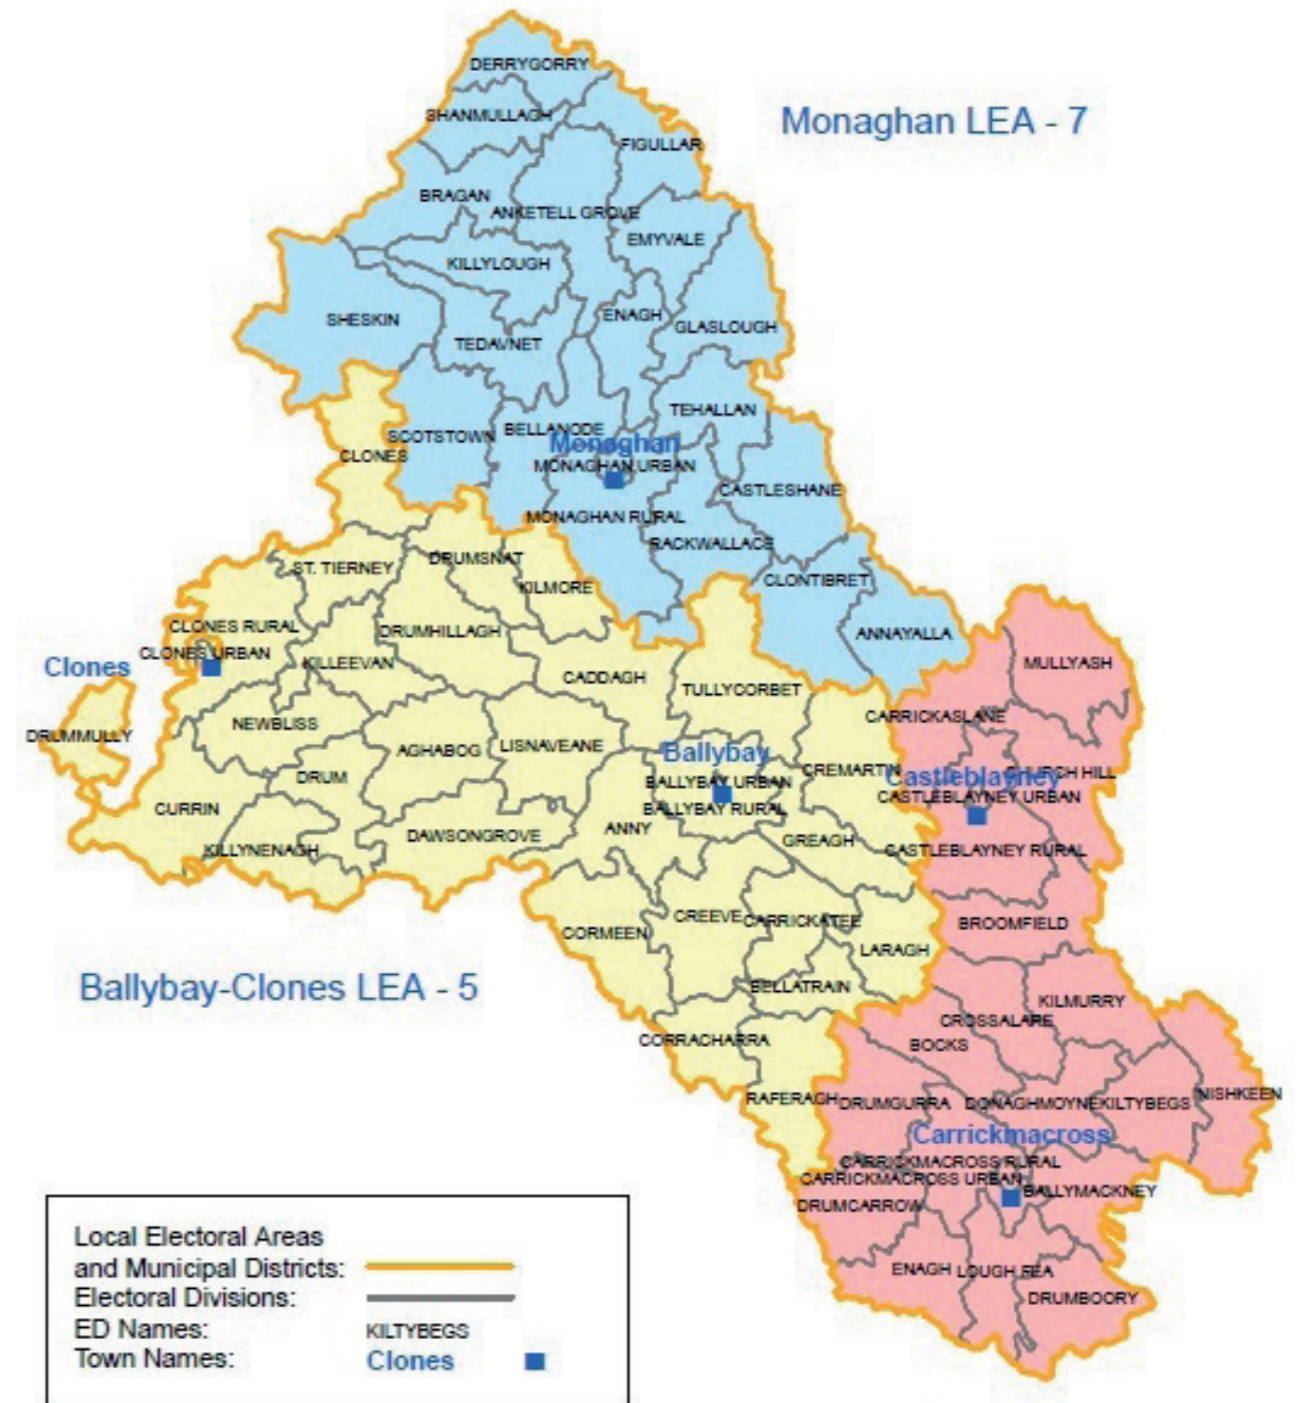 DERRYGORRY
Monaghan LEA - 7
SHANMULLAGH
FIGULLAR
BRAGAN
ANKETELL GROVE
EMYVALE
KILLYLOUGH
SHESKIN
ENAGH
GLASLOUGH
TEDAVNET
TEHALLAN
SCOTSTOWN
BELLANODE
Monaghan
CLONES
MONAGHAN URBAN
CASTLESHANE
MONAGHAN RURAL
RACKWALLACE
DRUMSNAT
ST. TIERNEY
KILMORE
CLONTIBRET
CLONES RURAL
DRUMHILLAGH
ANNAYALLA
CLONES URBAN
Clones
KILLEEVAN
MULLYASH
CADDAGH
TULLYCORBET
CARRICKASLANE
NEWBLISS
DRUMMULLY
AGHABOG
LISNAVEANE
Ballybay
CREMARTIN
CHURCH HILL
DRUM
Castleblayney
BALLYBAY URBAN
CASTLEBLAYNEY URBAN
CURRIN
BALLYBAY RURAL
ANNY
DAWSONGROVE
GREAGH
KILLYNENAGH
CASTLEBLAYNEY RURAL
CREEVE
CARRICKATEE
BROOMFIELD
CORMEEN
LARAGH
Ballybay-Clones LEA - 5
BELLATRAIN
KILMURRY
CROSSALARE
CORRACHARRA
BOCKS
RAFERAGH
DRUMGURRA
DONAGHMOYNE
KILTYBEGS
INISHKEEN
Carrickmacross
CARRICKMACROSS RURAL
CARRICKMACROSS URBAN
BALLYMACKNEY
DRUMCARROW
ENAGH
LOUGH FEA
DRUMBOORY
Local Electoral Areas
and Municipal Districts:
Electoral Divisions:
ED Names: KILTYBEGS
Town Names: Clones